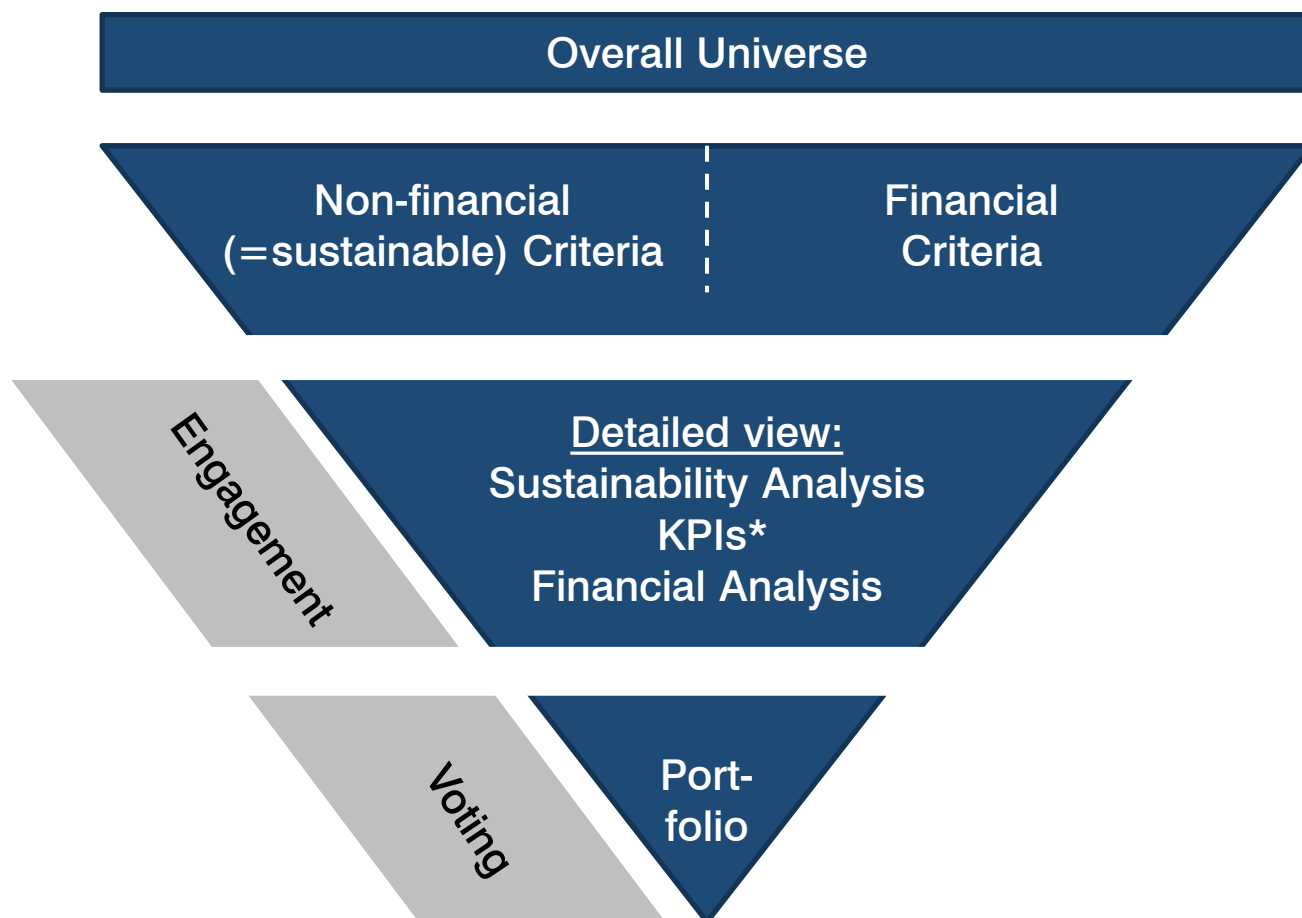 Overall Universe
Non-financial
(=sustainable) Criteria
Financial
Criteria
Engagement
Detailed view:
Sustainability Analysis
KPIs*
Financial Analysis
Voting
Port-
folio